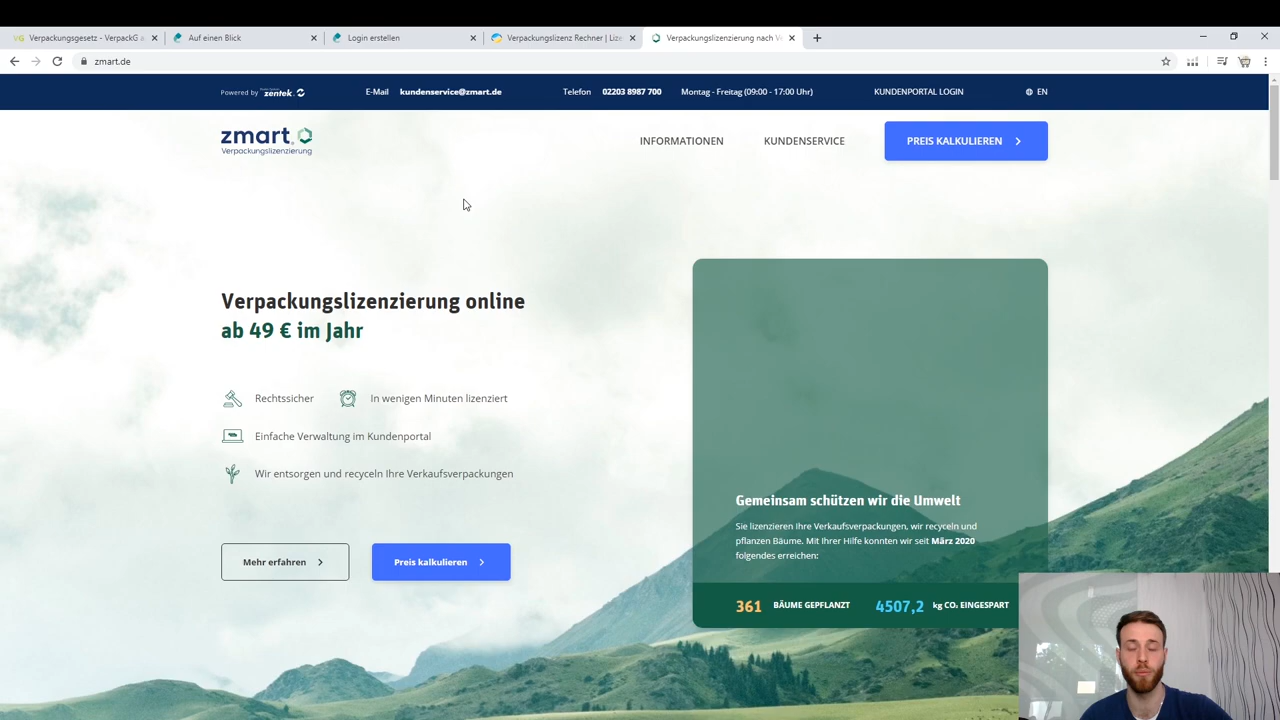 Verpackungsgesetz - VerpackG a
Auf einen Blick
Login erstellen
Verpackungslizenz Rechner | Lize
Verpackungslizenzierung nach Ve
zmart.de
Powered by zentek
E-Mail kundenservice@zmart.de
Telefon 02203 8987 700
Montag - Freitag (09:00 - 17:00 Uhr)
KUNDENPORTAL LOGIN
EN
zmart.
Verpackungslizenzierung
INFORMATIONEN
KUNDENSERVICE
PREIS KALKULIEREN
Verpackungslizenzierung online
ab 49 € im Jahr
Rechtssicher
In wenigen Minuten lizenziert
Einfache Verwaltung im Kundenportal
Wir entsorgen und recyceln Ihre Verkaufsverpackungen
Mehr erfahren
Preis kalkulieren
Gemeinsam schützen wir die Umwelt
Sie lizenzieren Ihre Verkaufsverpackungen, wir recyceln und
pflanzen Bäume. Mit Ihrer Hilfe konnten wir seit März 2020
folgendes erreichen:
361 BÄUME GEPFLANZT
4507,2 kg CO₂ EINGESPART